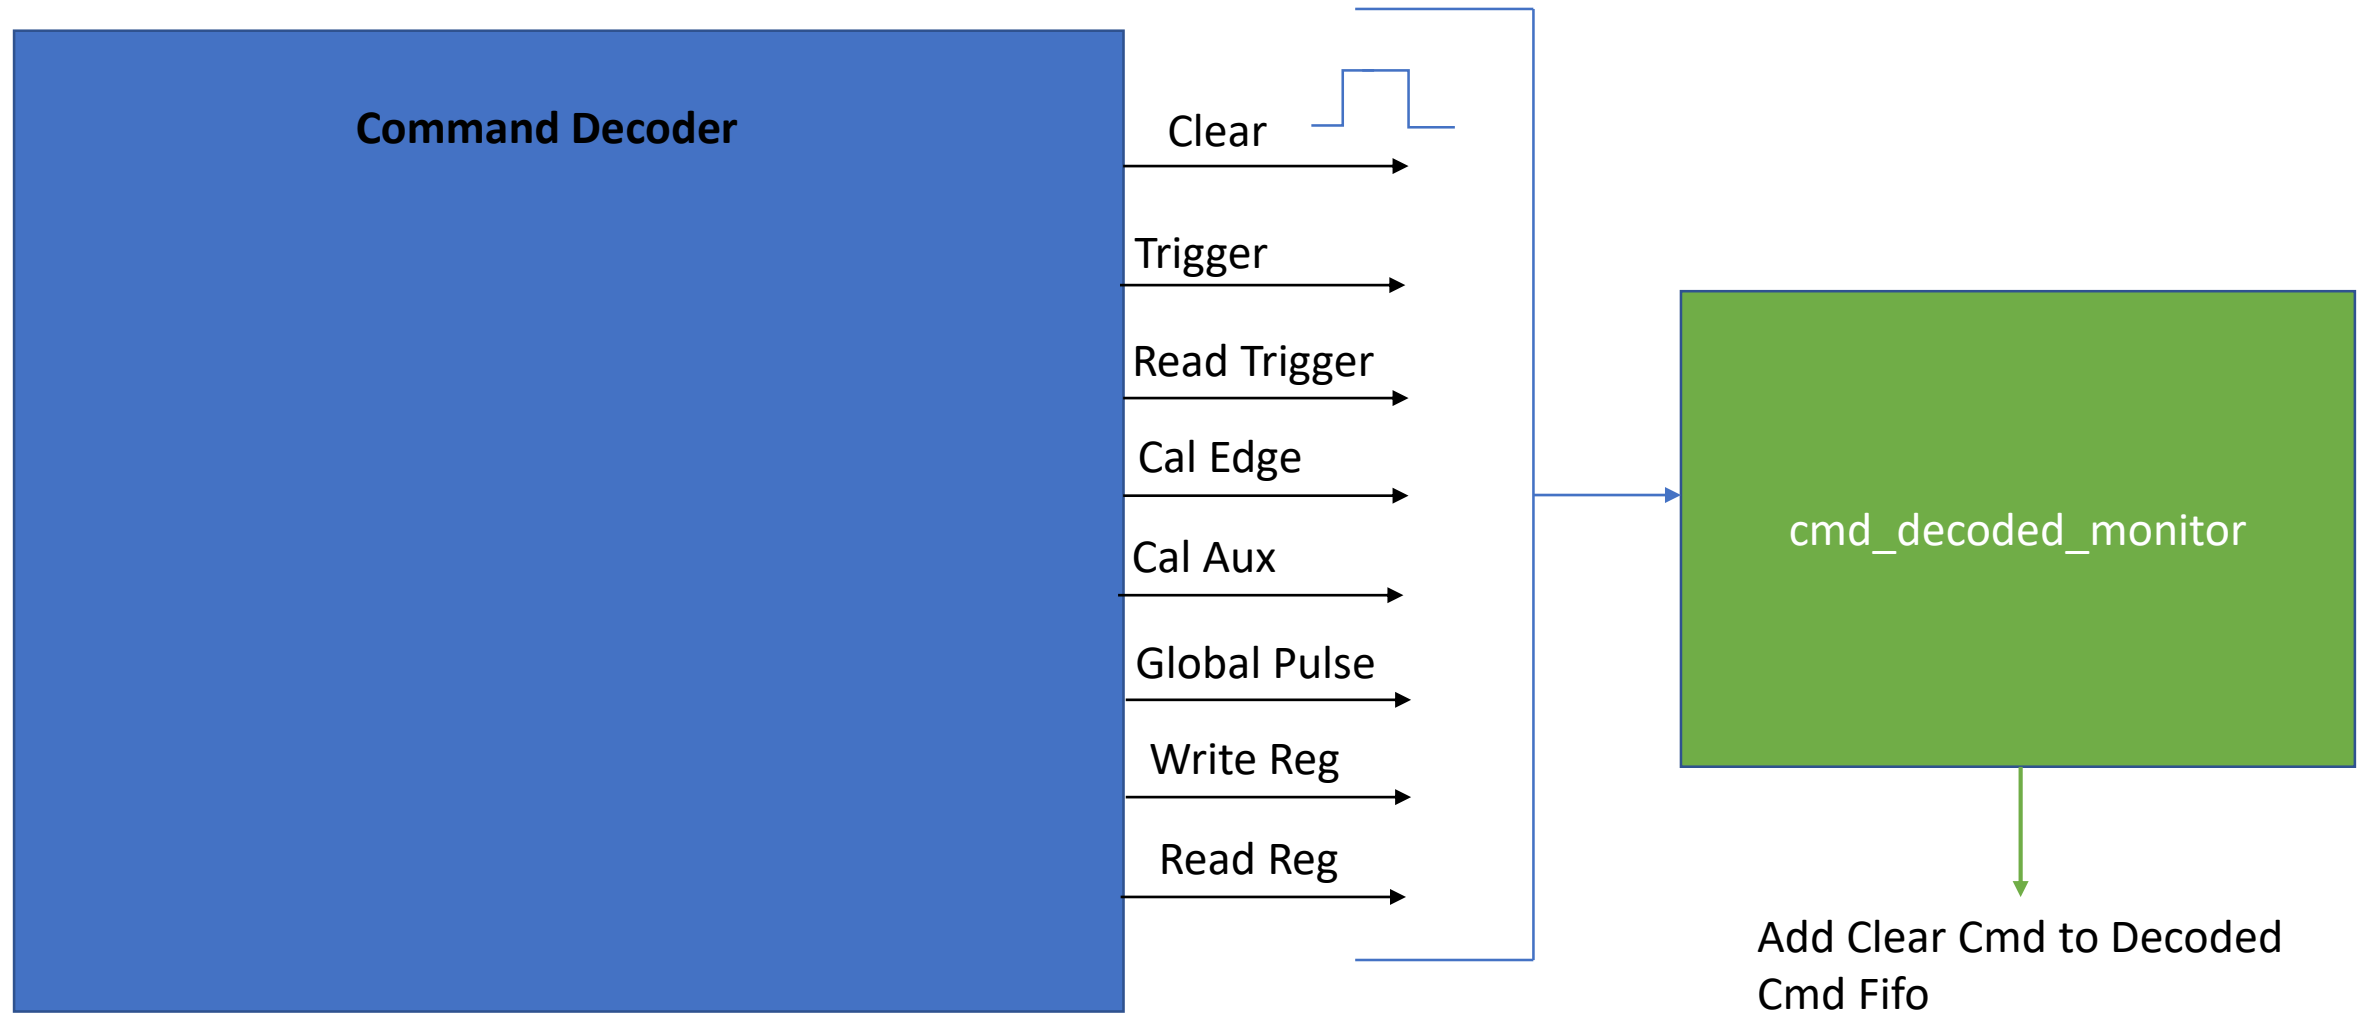 Command Decoder
Clear
Trigger
Read Trigger
Cal Edge
Cal Aux
Global Pulse
Write Reg
Read Reg
cmd_decoded_monitor
Add Clear Cmd to Decoded
Cmd Fifo